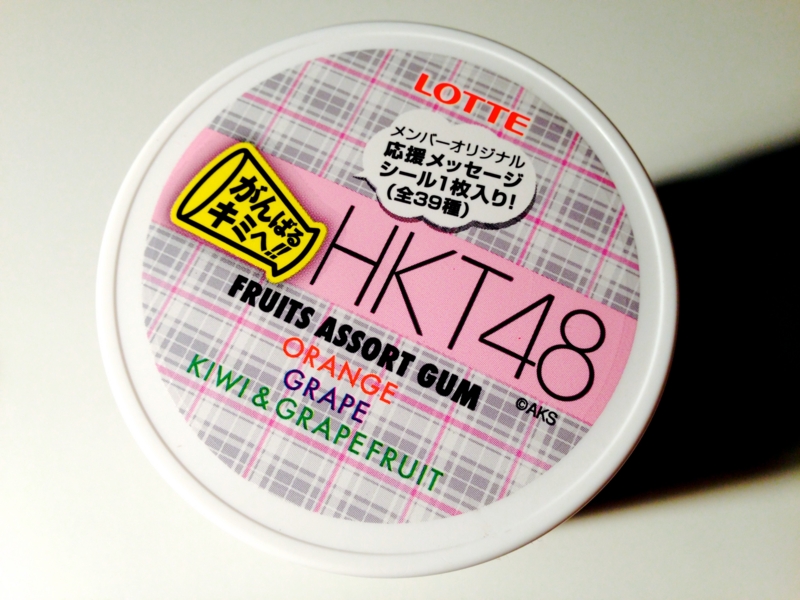 LOTTE
メンバーオリジナル
応援メッセージ
シール1枚入り!
(全39種)
がんばる
キミへ!!
HKT48
FRUITS ASSORT GUM
©AKS
ORANGE
GRAPE
KIWI & GRAPEFRUIT